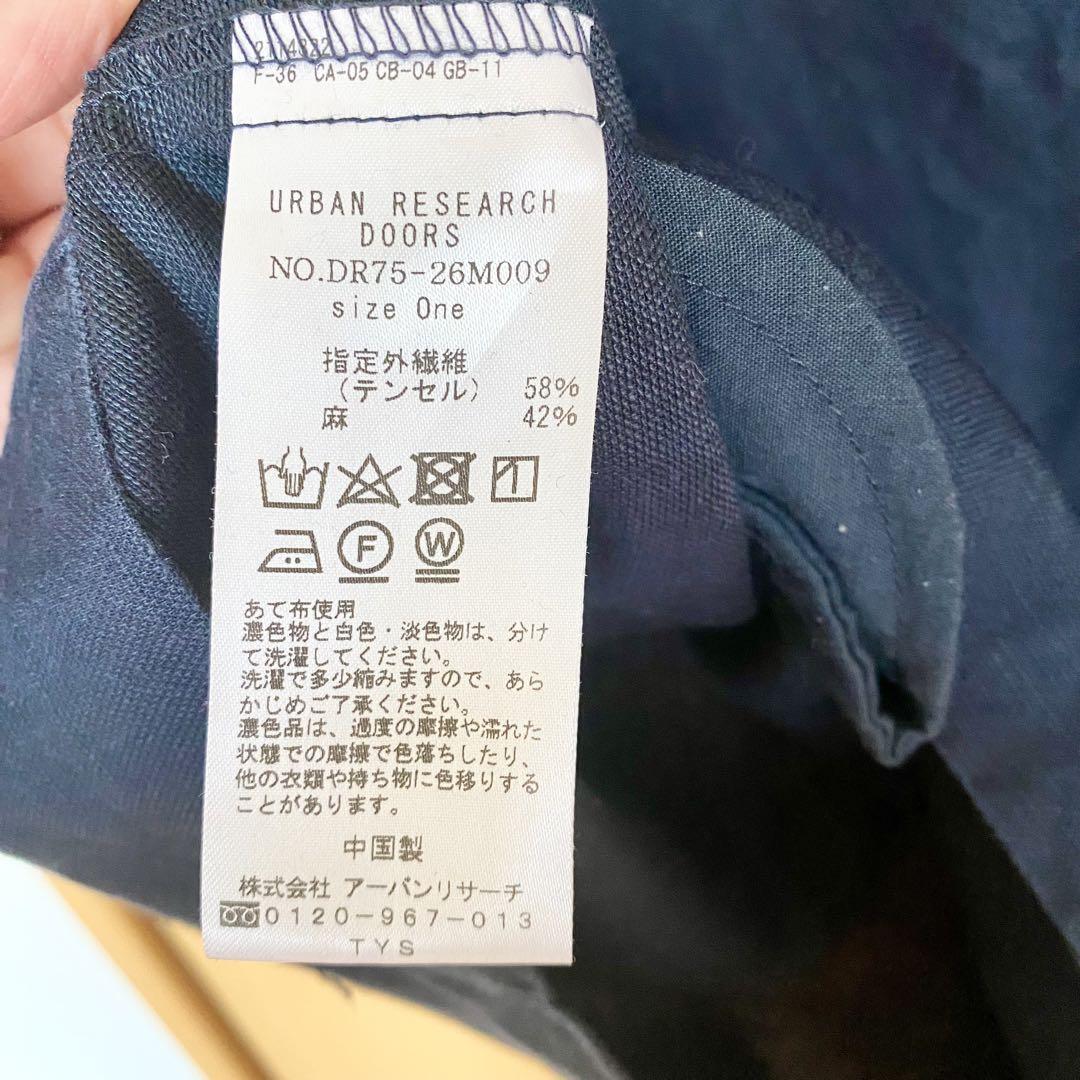 F-36 CA-05 CB-04 GB-11
URBAN RESEARCH
DOORS
NO.DR75-26M009
size One
指定外繊維
（テンセル） 58%
麻 42%
F W
あて布使用
濃色物と白色・淡色物は、分け
て洗濯してください。
洗濯で多少縮みますので、あら
かじめご了承ください。
濃色品は、過度の摩擦や濡れた
状態での摩擦で色落ちしたり、
他の衣類や持ち物に色移りする
ことがあります。
中国製
株式会社 アーバンリサーチ
0120-967-013
TYS